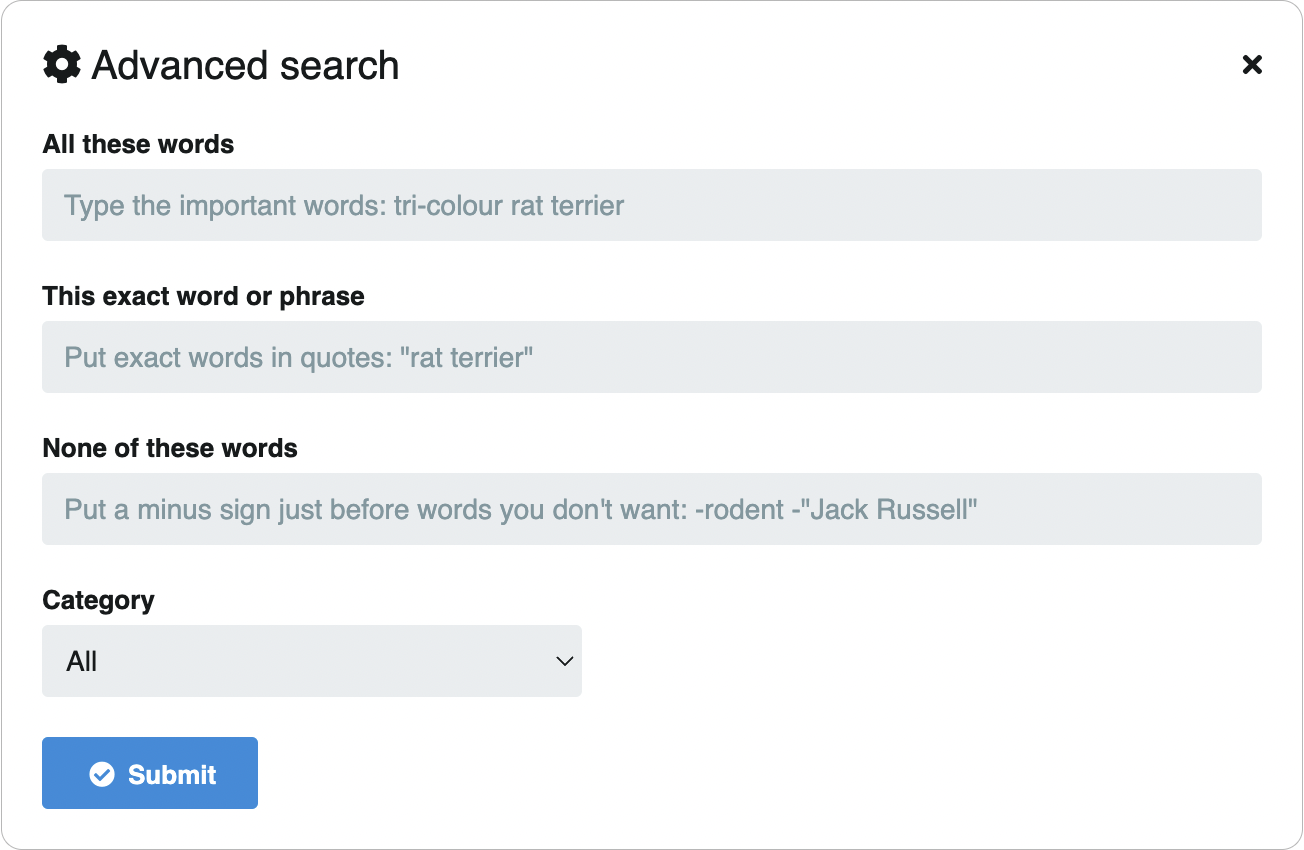 Advanced search
All these words
Type the important words: tri-colour rat terrier
This exact word or phrase
Put exact words in quotes: "rat terrier"
None of these words
Put a minus sign just before words you don't want: -rodent -"Jack Russell"
Category
All
Submit